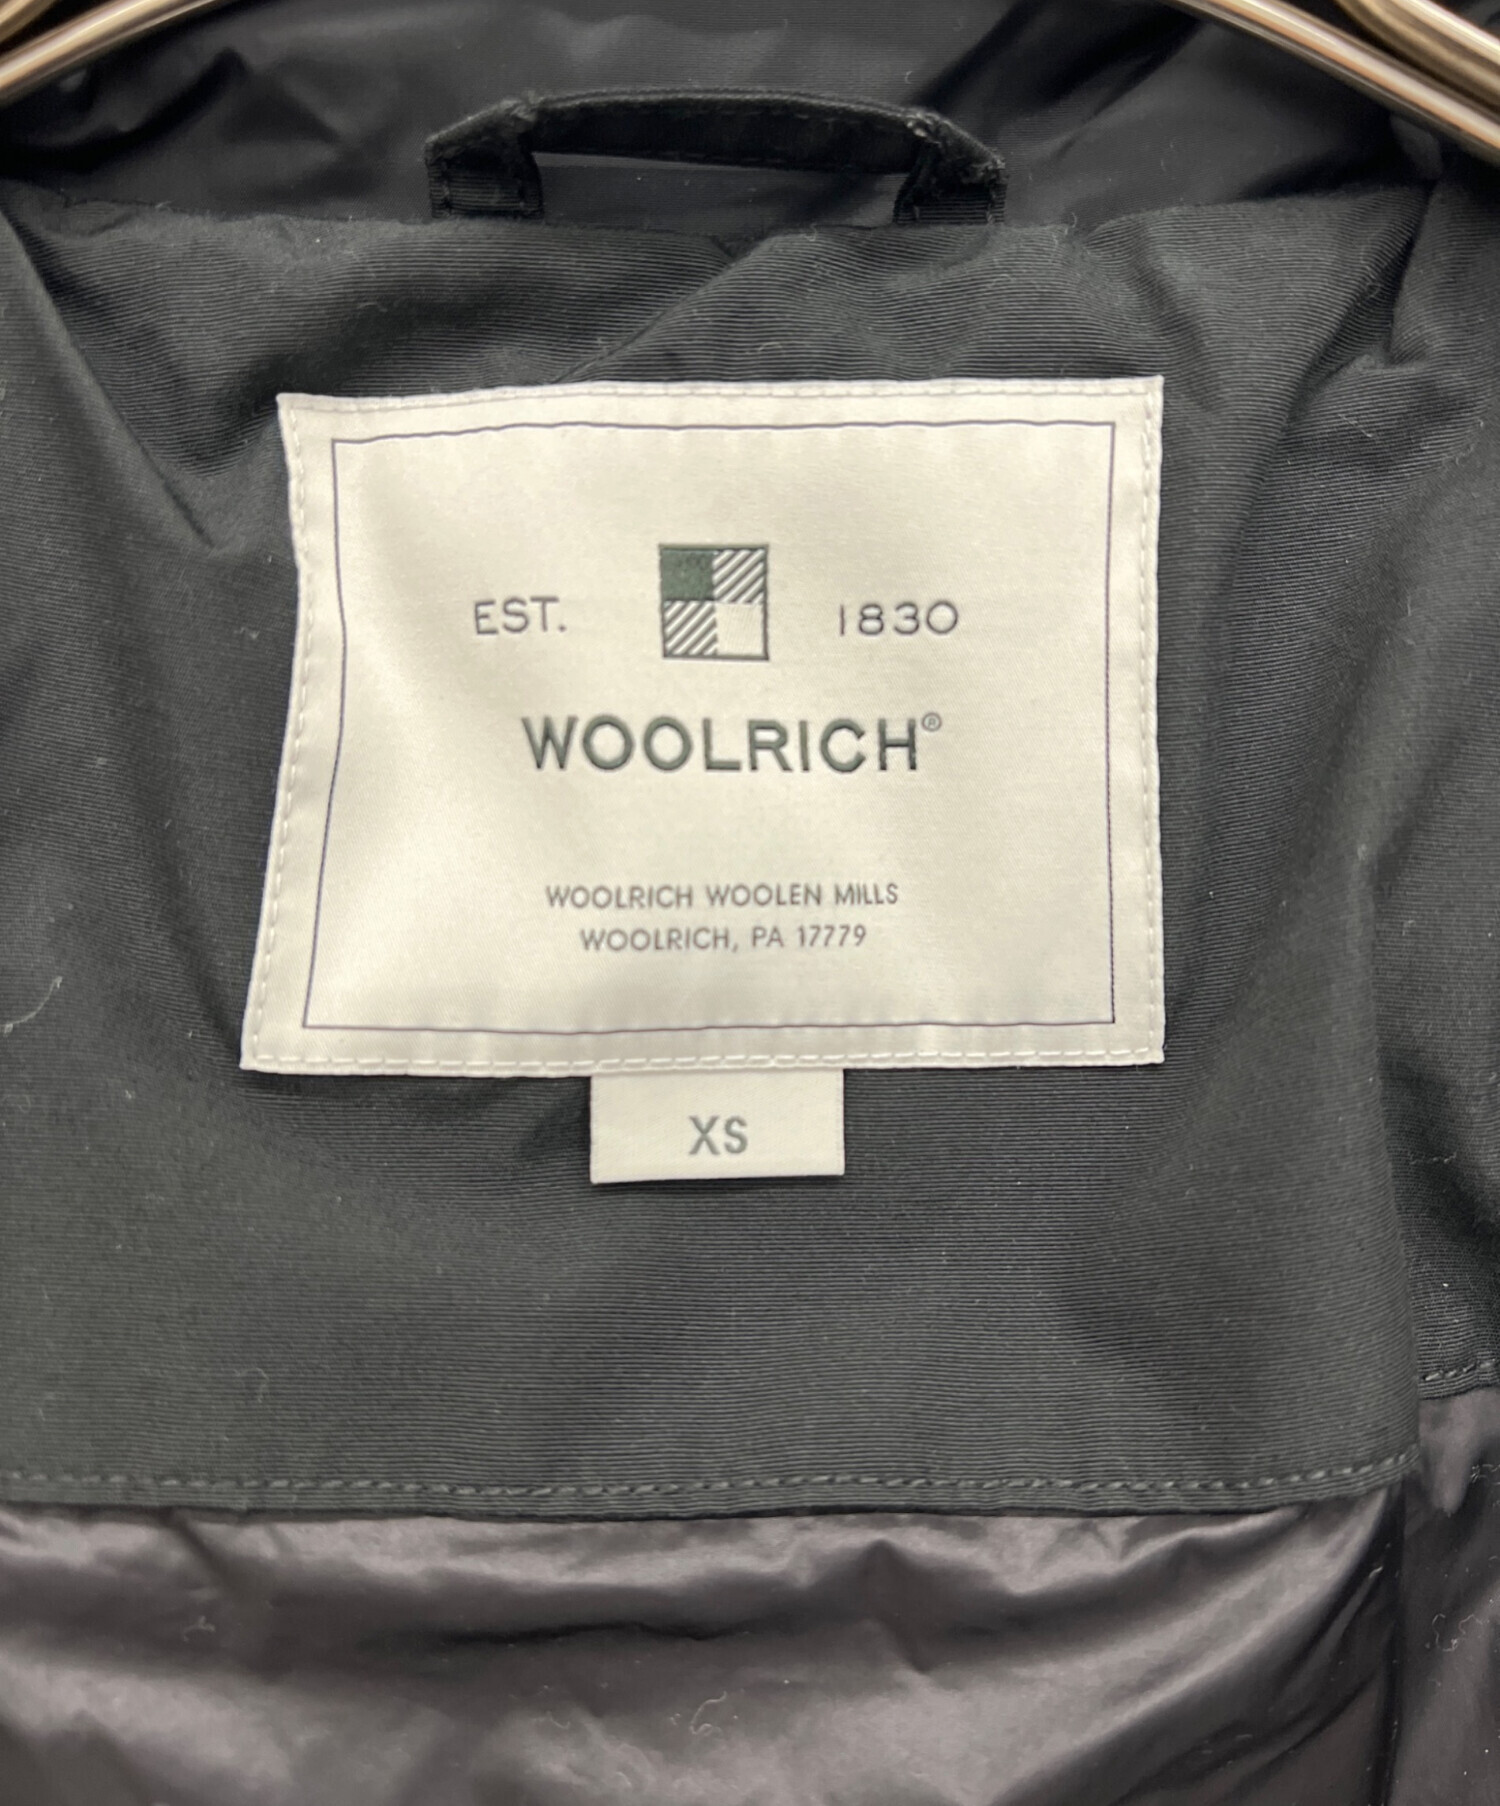 EST. 1830
WOOLRICH®
WOOLRICH WOOLEN MILLS
WOOLRICH, PA 17779
XS